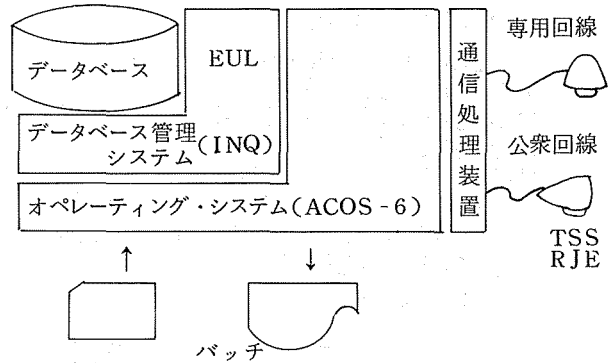 データベース
EUL
データベース管理
システム(INQ)
オペレーティング・システム(ACOS-6)
通信処理装置
専用回線
公衆回線
TSS
RJE
バッチ